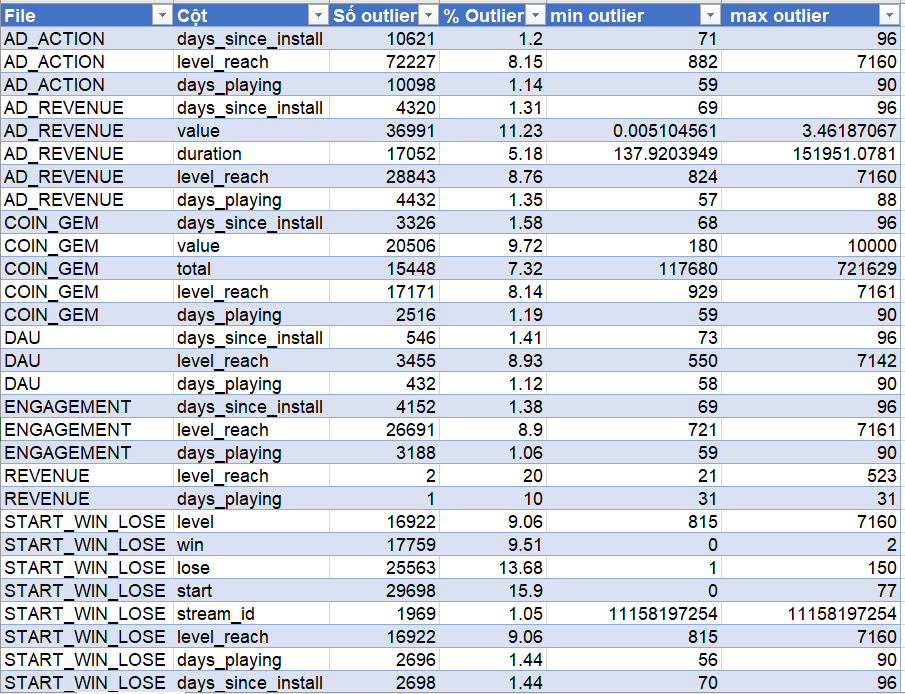 File Cột Số outlier % Outlier min outlier max outlier
AD_ACTION days_since_install 10621 1.2 71 96
AD_ACTION level_reach 72227 8.15 882 7160
AD_ACTION days_playing 10098 1.14 59 90
AD_REVENUE days_since_install 4320 1.31 69 96
AD_REVENUE value 36991 11.23 0.005104561 3.46187067
AD_REVENUE duration 17052 5.18 137.9203949 151951.0781
AD_REVENUE level_reach 28843 8.76 824 7160
AD_REVENUE days_playing 4432 1.35 57 88
COIN_GEM days_since_install 3326 1.58 68 96
COIN_GEM value 20506 9.72 180 10000
COIN_GEM total 15448 7.32 117680 721629
COIN_GEM level_reach 17171 8.14 929 7161
COIN_GEM days_playing 2516 1.19 59 90
DAU days_since_install 546 1.41 73 96
DAU level_reach 3455 8.93 550 7142
DAU days_playing 432 1.12 58 90
ENGAGEMENT days_since_install 4152 1.38 69 96
ENGAGEMENT level_reach 26691 8.9 721 7161
ENGAGEMENT days_playing 3188 1.06 59 90
REVENUE level_reach 2 20 21 523
REVENUE days_playing 1 10 31 31
START_WIN_LOSE level 16922 9.06 815 7160
START_WIN_LOSE win 17759 9.51 0 2
START_WIN_LOSE lose 25563 13.68 1 150
START_WIN_LOSE start 29698 15.9 0 77
START_WIN_LOSE stream_id 1969 1.05 11158197254 11158197254
START_WIN_LOSE level_reach 16922 9.06 815 7160
START_WIN_LOSE days_playing 2696 1.44 56 90
START_WIN_LOSE days_since_install 2698 1.44 70 96